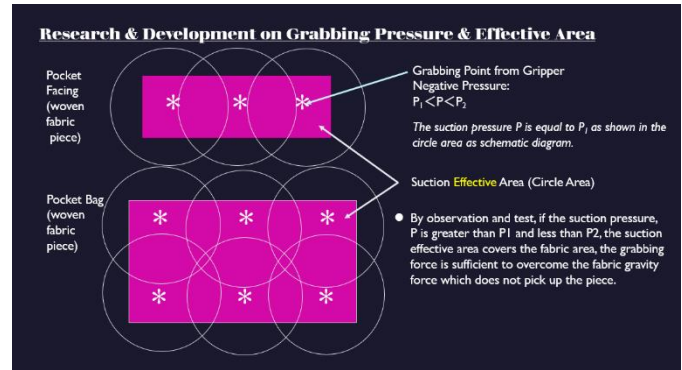 Research & Development on Grabbing Pressure & Effective Area
Pocket
Facing
(woven
fabric
piece)
* * *
Grabbing Point from Gripper
Negative Pressure:
P₁<P<P₂
The suction pressure P is equal to P₁ as shown in the
circle area as schematic diagram.
Suction Effective Area (Circle Area)
Pocket Bag
(woven
fabric
piece)
* * *
* * *
● By observation and test, if the suction pressure,
P is greater than P1 and less than P2, the suction
effective area covers the fabric area, the grabbing
force is sufficient to overcome the fabric gravity
force which does not pick up the piece.